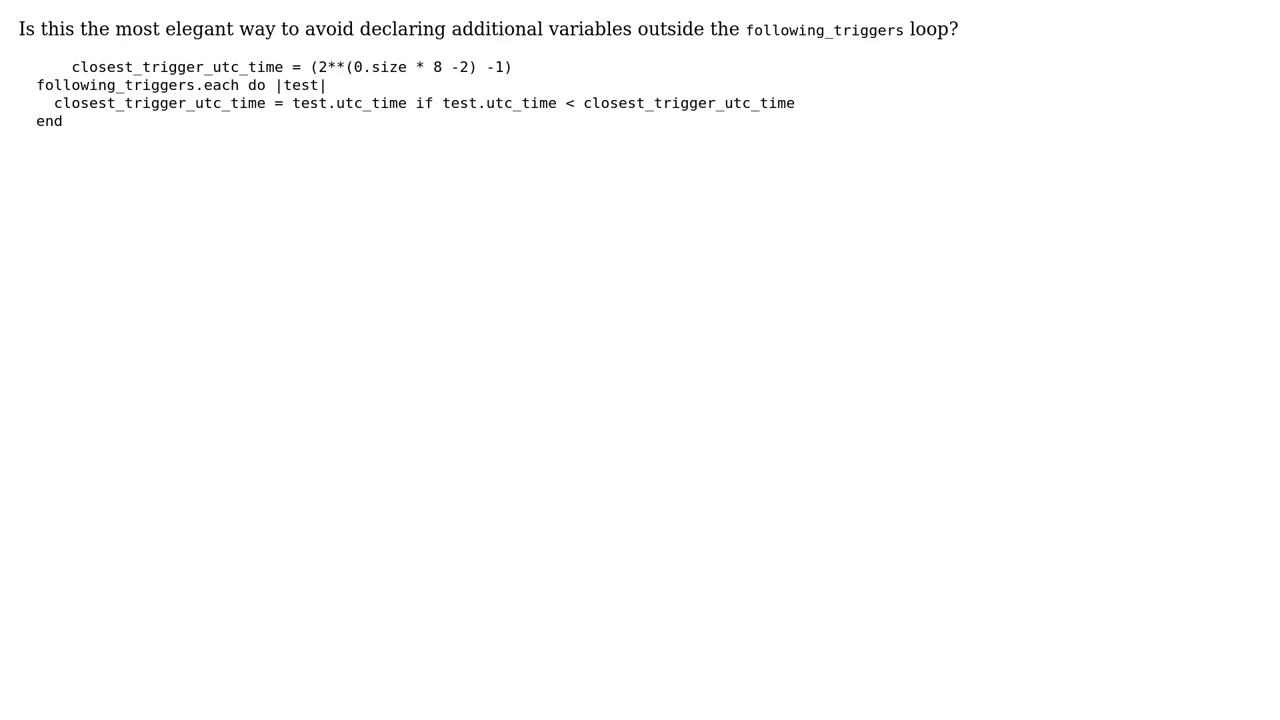 Is this the most elegant way to avoid declaring additional variables outside the following_triggers loop?
closest_trigger_utc_time = (2**(0.size * 8 -2) -1)
following_triggers.each do |test|
closest_trigger_utc_time = test.utc_time if test.utc_time < closest_trigger_utc_time
end